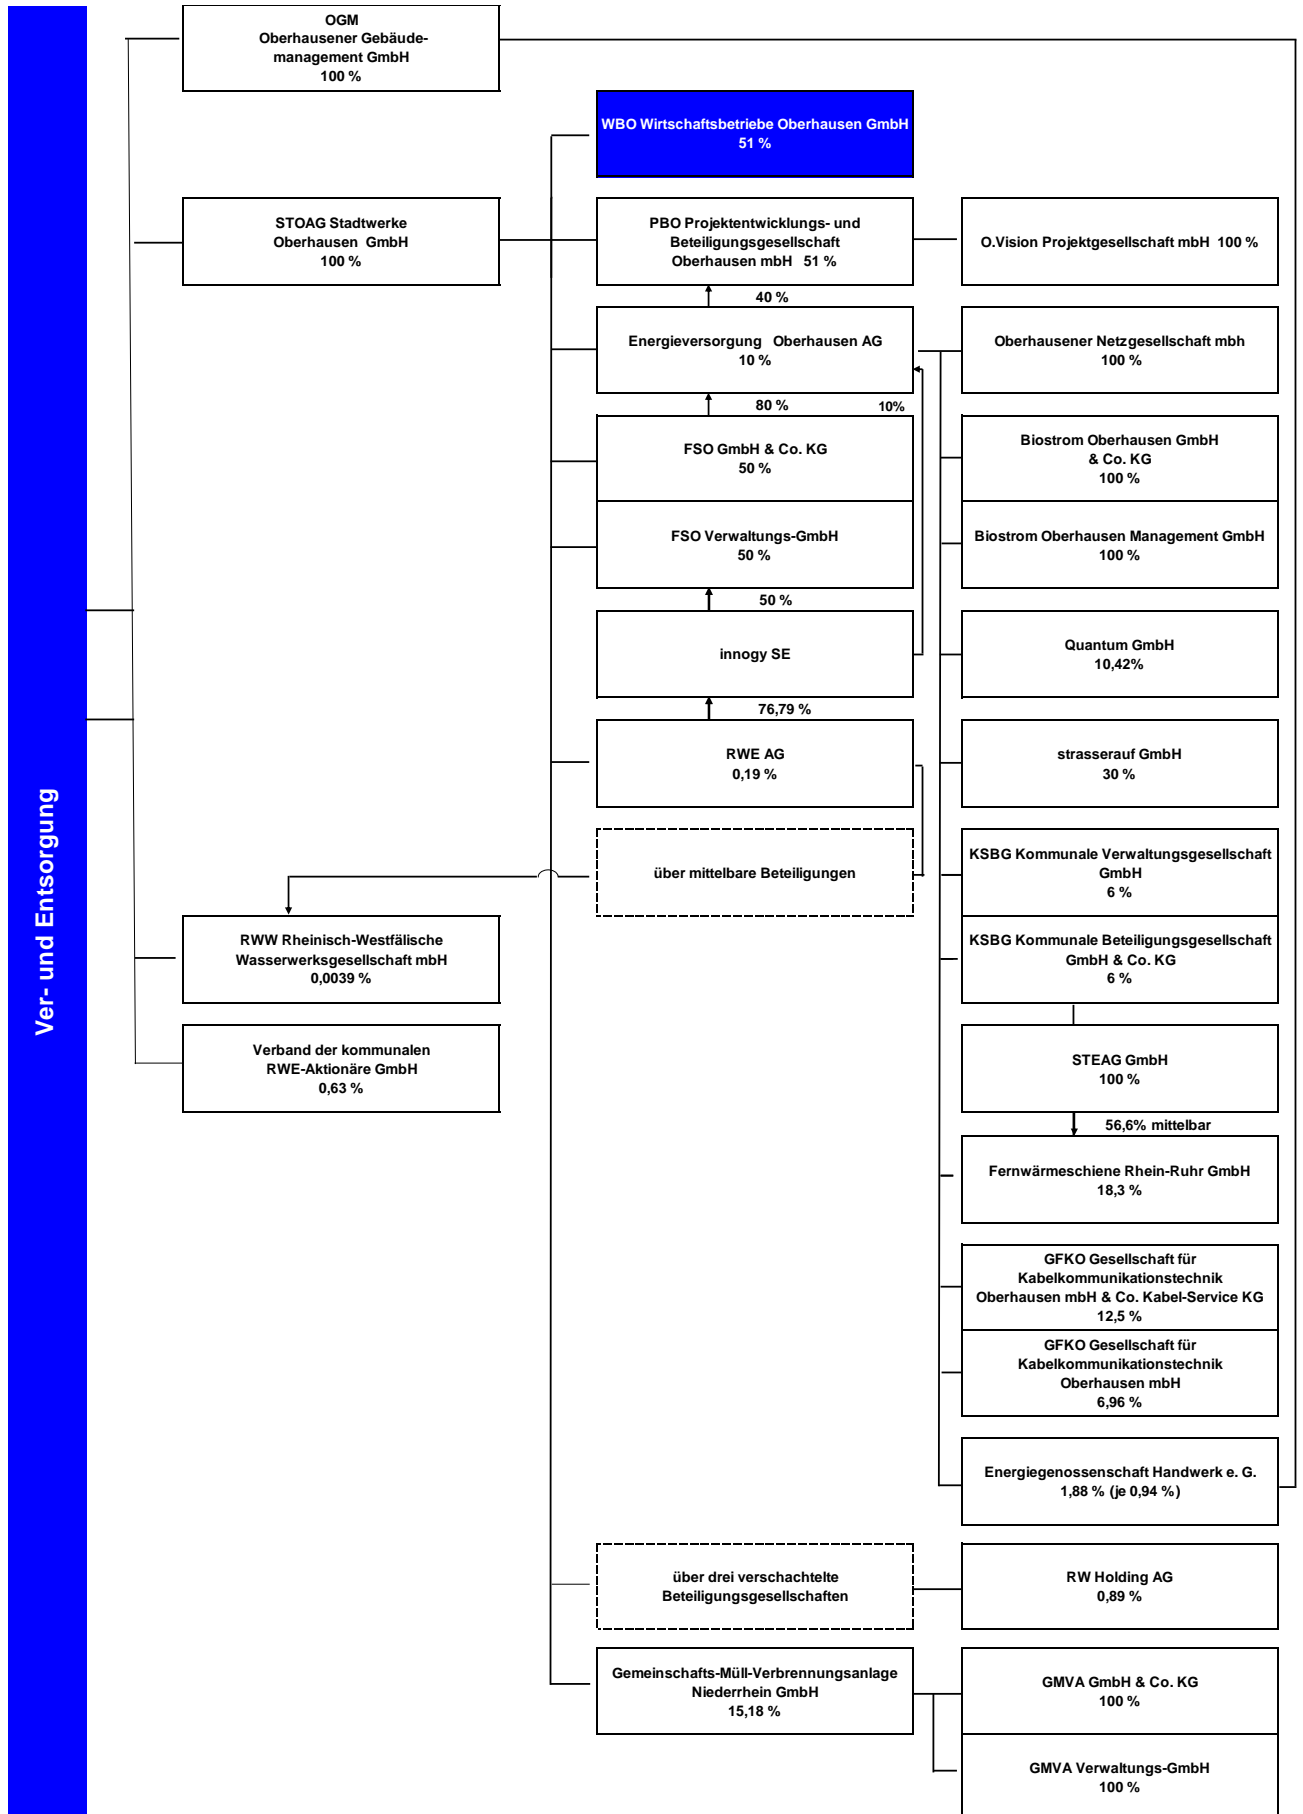 Ver- und Entsorgung
OGM
Oberhausener Gebäude-
management GmbH
100 %
WBO Wirtschaftsbetriebe Oberhausen GmbH
51 %
STOAG Stadtwerke
Oberhausen GmbH
100 %
PBO Projektentwicklungs- und
Beteiligungsgesellschaft
Oberhausen mbH 51 %
O.Vision Projektgesellschaft mbH 100 %
40 %
Energieversorgung Oberhausen AG
10 %
Oberhausener Netzgesellschaft mbh
100 %
80 %
10%
FSO GmbH & Co. KG
50 %
Biostrom Oberhausen GmbH
& Co. KG
100 %
FSO Verwaltungs-GmbH
50 %
Biostrom Oberhausen Management GmbH
100 %
50 %
innogy SE
Quantum GmbH
10,42%
76,79 %
RWE AG
0,19 %
strasserauf GmbH
30 %
über mittelbare Beteiligungen
KSBG Kommunale Verwaltungsgesellschaft
GmbH
6 %
RWW Rheinisch-Westfälische
Wasserwerksgesellschaft mbH
0,0039 %
KSBG Kommunale Beteiligungsgesellschaft
GmbH & Co. KG
6 %
Verband der kommunalen
RWE-Aktionäre GmbH
0,63 %
STEAG GmbH
100 %
56,6% mittelbar
Fernwärmeschiene Rhein-Ruhr GmbH
18,3 %
GFKO Gesellschaft für
Kabelkommunikationstechnik
Oberhausen mbH & Co. Kabel-Service KG
12,5 %
GFKO Gesellschaft für
Kabelkommunikationstechnik
Oberhausen mbH
6,96 %
Energiegenossenschaft Handwerk e. G.
1,88 % (je 0,94 %)
über drei verschachtelte
Beteiligungsgesellschaften
RW Holding AG
0,89 %
Gemeinschafts-Müll-Verbrennungsanlage
Niederrhein GmbH
15,18 %
GMVA GmbH & Co. KG
100 %
GMVA Verwaltungs-GmbH
100 %